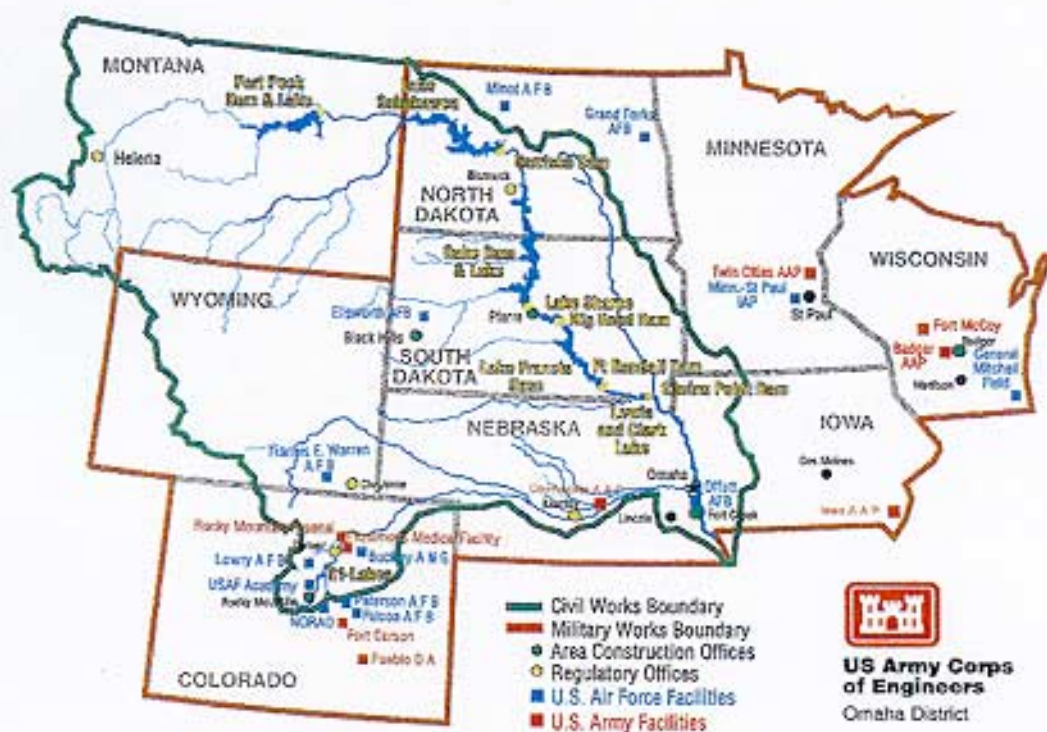 MONTANA
Fort Peck
Dam & Lake
Lake
Sakakawea
Minot A F B
Grand Forks
AFB
Helena
Garrison Dam
Bismarck
NORTH
DAKOTA
MINNESOTA
WISCONSIN
Oahe Dam
& Lake
WYOMING
Ellsworth AFB
Black Hills
Pierre
Lake Sharpe
Big Bend Dam
SOUTH
DAKOTA
Lake Francis
Case
Ft Randall Dam
Gavins Point Dam
Lewis
and Clark
Lake
NEBRASKA
Twin Cities AAP
Minn.-St Paul
IAP
St Paul
Fort McCoy
Badger
Badger
AAP
Madison
General
Mitchell
Field
IOWA
Des Moines
Iowa A A P
Francis E. Warren
A F B
Cheyenne
Omaha
Offutt
AFB
Fort Crook
Lincoln
Rocky Mountain Arsenal
Medical Facility
Lowry A F B
Buckley A N G
Tri-Lakes
USAF Academy
Peterson A F B
Falcon A F B
NORAD
Fort Carson
Pueblo D A
COLORADO
Civil Works Boundary
Military Works Boundary
Area Construction Offices
Regulatory Offices
U.S. Air Force Facilities
U.S. Army Facilities
US Army Corps
of Engineers
Omaha District